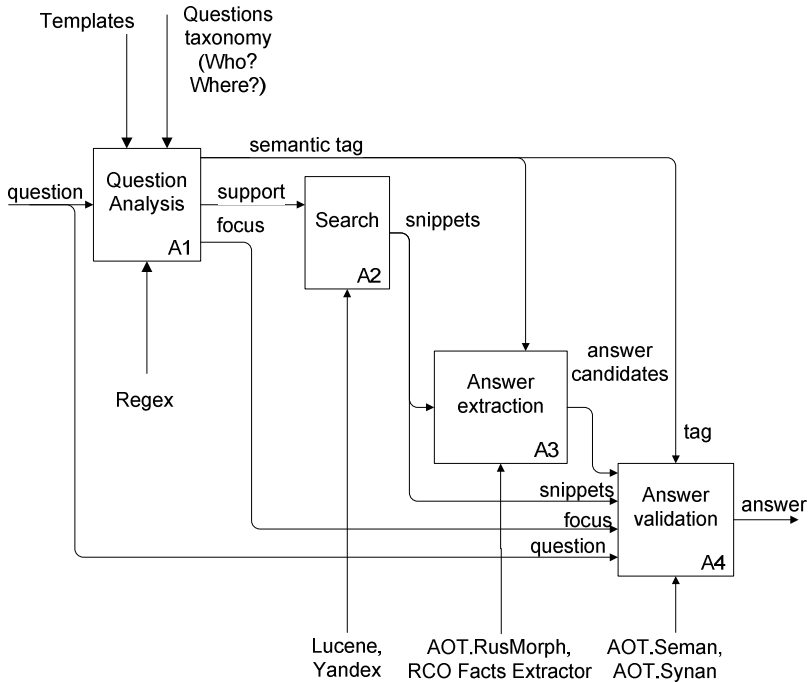 Templates
Questions
taxonomy
(Who?
Where?)
semantic tag
question
Question
Analysis
A1
support
focus
Search
A2
snippets
Regex
Answer
extraction
A3
answer
candidates
tag
snippets
focus
question
Answer
validation
A4
answer
Lucene,
Yandex
AOT.RusMorph,
RCO Facts Extractor
AOT.Seman,
AOT.Synan